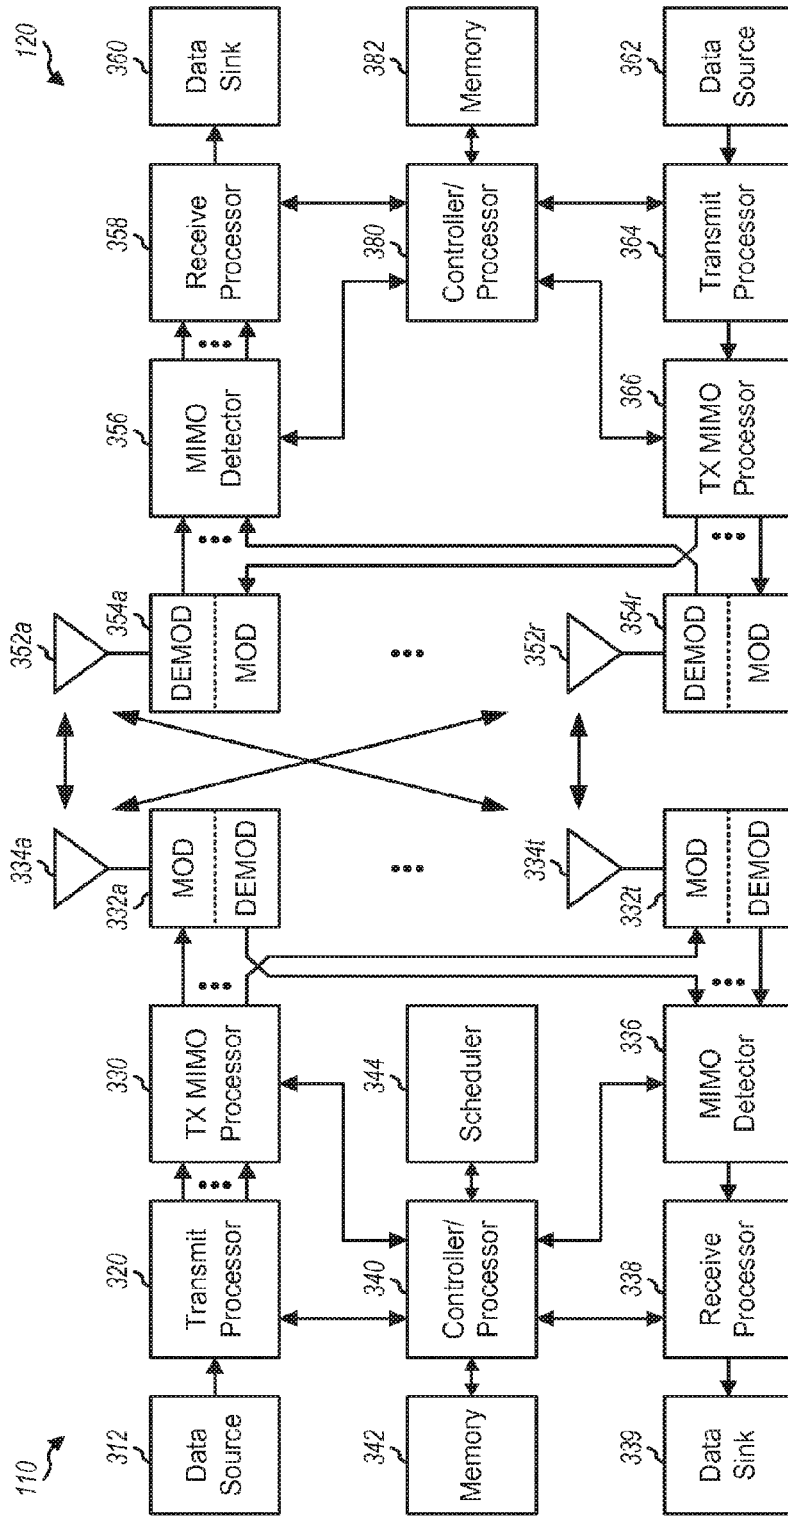 110
120
312
Data
Source
320
Transmit
Processor
330
TX MIMO
Processor
332a
MOD
DEMOD
334a
352a
354a
DEMOD
MOD
356
MIMO
Detector
358
Receive
Processor
360
Data
Sink
342
Memory
340
Controller/
Processor
344
Scheduler
380
Controller/
Processor
382
Memory
339
Data
Sink
338
Receive
Processor
336
MIMO
Detector
332t
MOD
DEMOD
334t
352r
354r
DEMOD
MOD
366
TX MIMO
Processor
364
Transmit
Processor
362
Data
Source